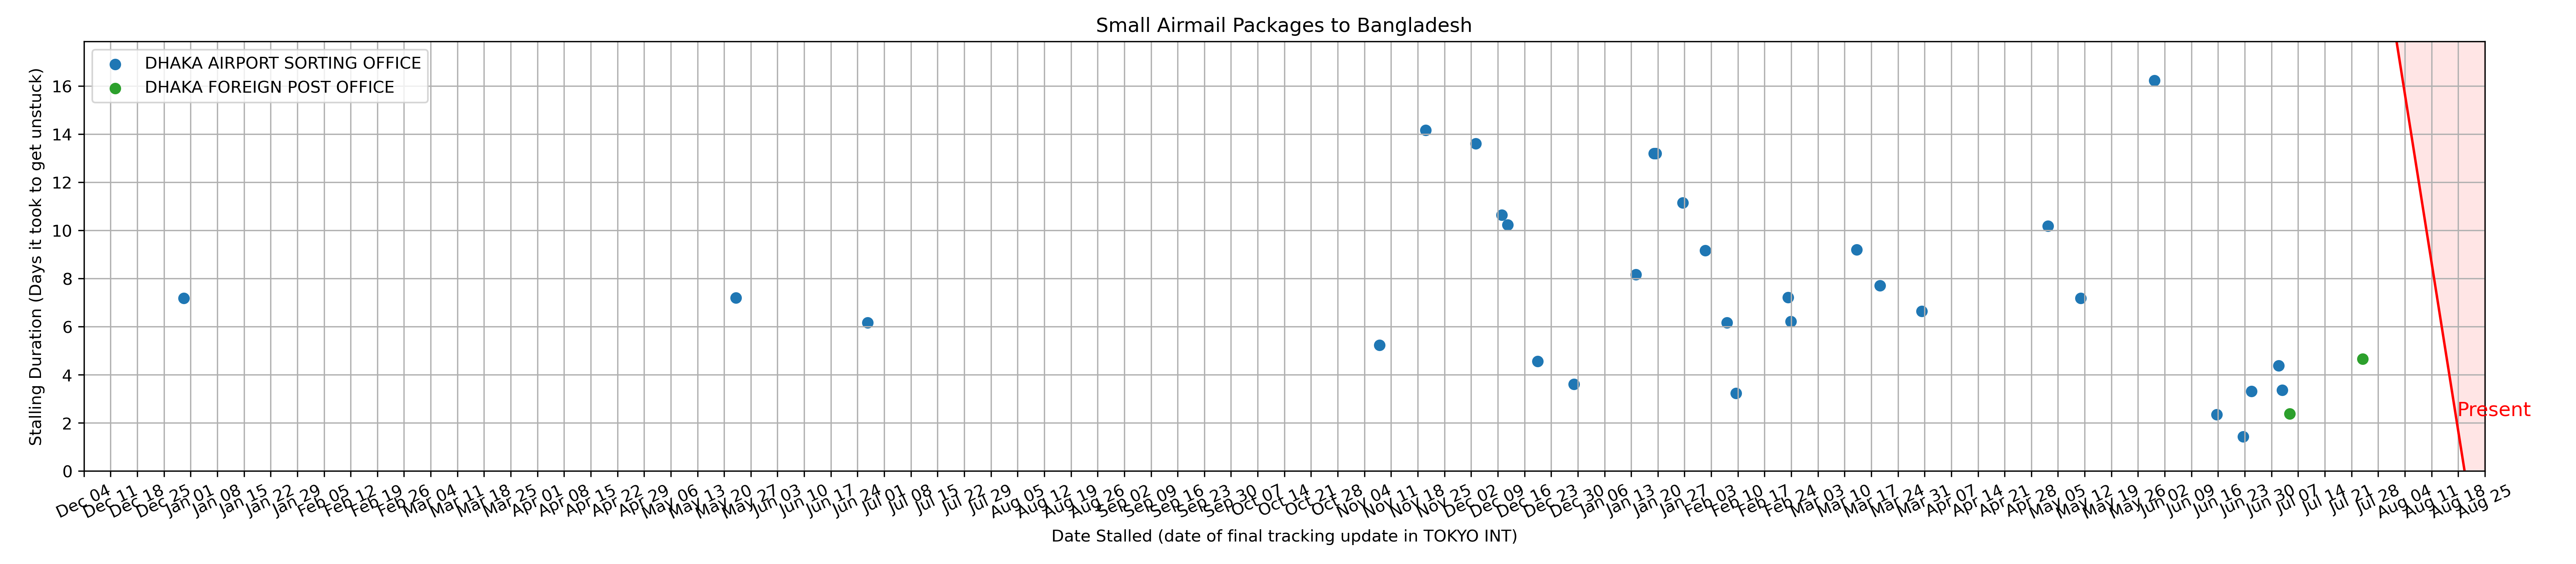 Small Airmail Packages to Bangladesh
DHAKA AIRPORT SORTING OFFICE
DHAKA FOREIGN POST OFFICE
Stalling Duration (Days it took to get unstuck)
16
14
12
10
8
6
4
2
0
Present
Dec 04
Dec 11
Dec 18
Dec 25
Jan 01
Jan 08
Jan 15
Jan 22
Jan 29
Feb 05
Feb 12
Feb 19
Feb 26
Mar 04
Mar 11
Mar 18
Mar 25
Apr 01
Apr 08
Apr 15
Apr 22
Apr 29
May 06
May 13
May 20
May 27
Jun 03
Jun 10
Jun 17
Jun 24
Jul 01
Jul 08
Jul 15
Jul 22
Jul 29
Aug 05
Aug 12
Aug 19
Aug 26
Sep 02
Sep 09
Sep 16
Sep 23
Sep 30
Oct 07
Oct 14
Oct 21
Oct 28
Nov 04
Nov 11
Nov 18
Nov 25
Dec 02
Dec 09
Dec 16
Dec 23
Dec 30
Jan 06
Jan 13
Jan 20
Jan 27
Feb 03
Feb 10
Feb 17
Feb 24
Mar 03
Mar 10
Mar 17
Mar 24
Mar 31
Apr 07
Apr 14
Apr 21
Apr 28
May 05
May 12
May 19
May 26
Jun 02
Jun 09
Jun 16
Jun 23
Jun 30
Jul 07
Jul 14
Jul 21
Jul 28
Aug 04
Aug 11
Aug 18
Aug 25
Date Stalled (date of final tracking update in TOKYO INT)